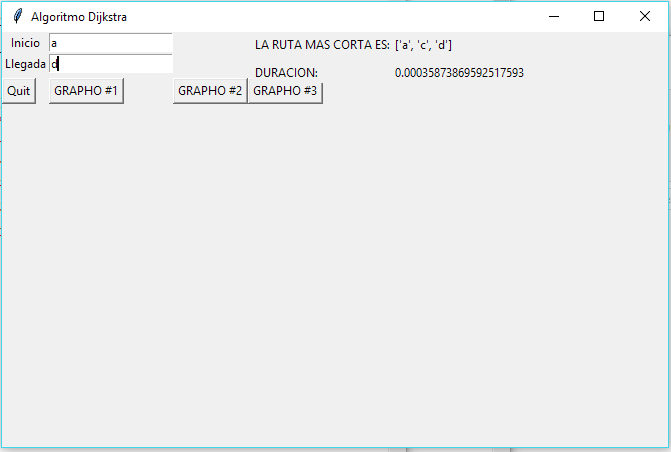 Algoritmo Dijkstra
Inicio a LA RUTA MAS CORTA ES: ['a', 'c', 'd']
Llegada d DURACION: 0.00035873869592517593
Quit GRAPHO #1 GRAPHO #2 GRAPHO #3